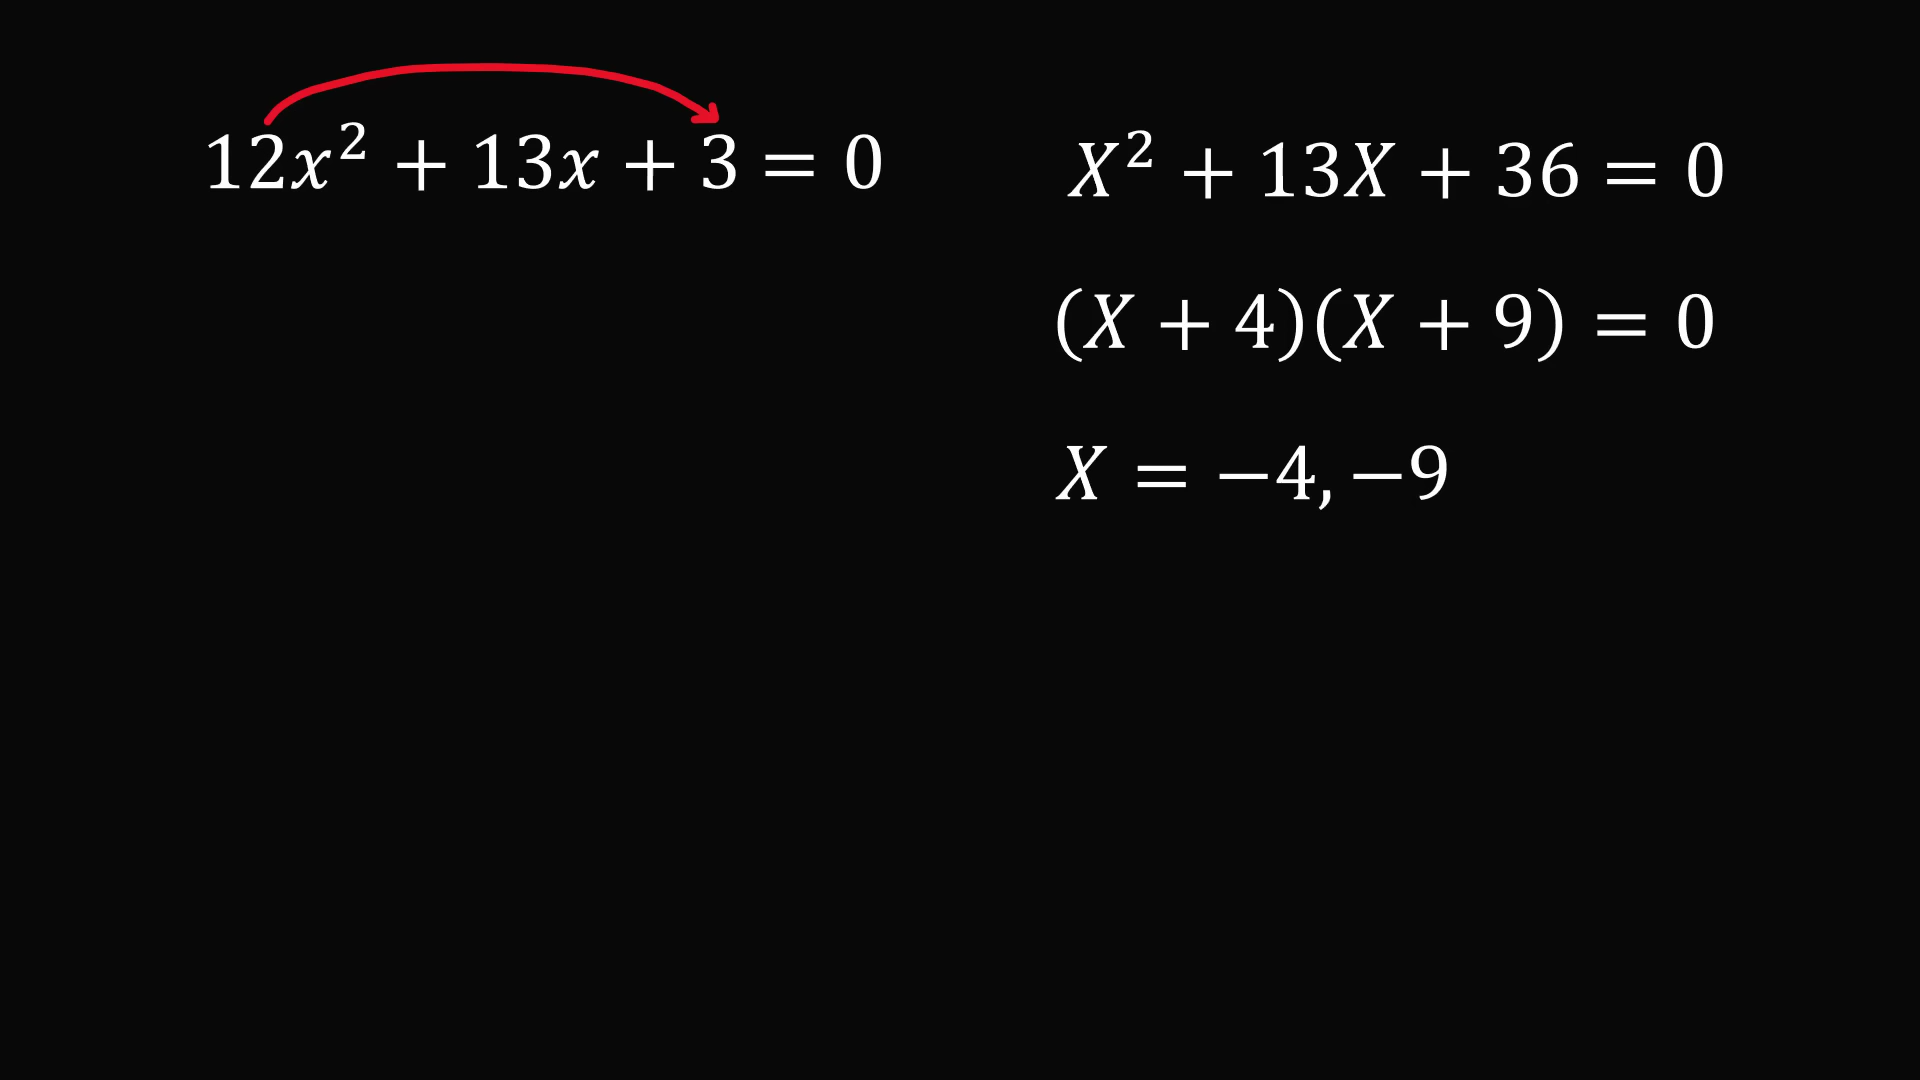 12x² + 13x + 3 = 0
X² + 13X + 36 = 0
(X + 4)(X + 9) = 0
X = −4, −9